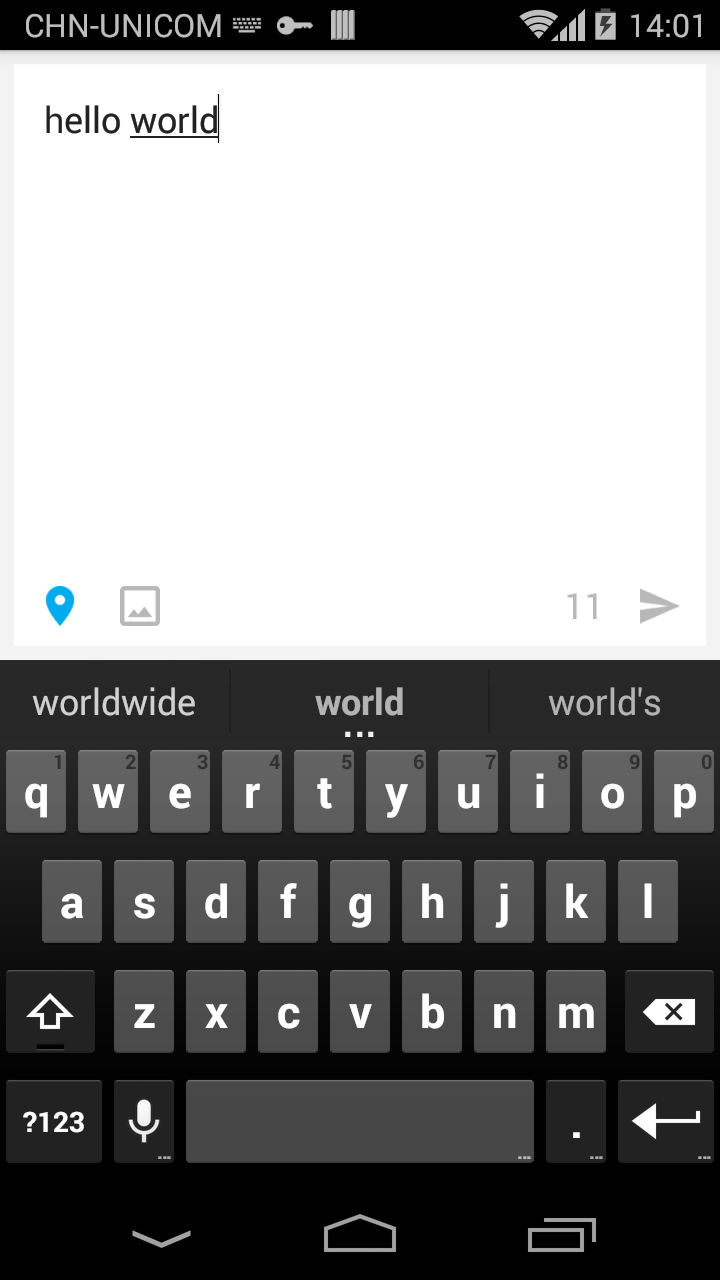 CHN-UNICOM 14:01
hello world
11
worldwide world world's
1 2 3 4 5 6 7 8 9 0
q w e r t y u i o p
a s d f g h j k l
z x c v b n m
?123 .